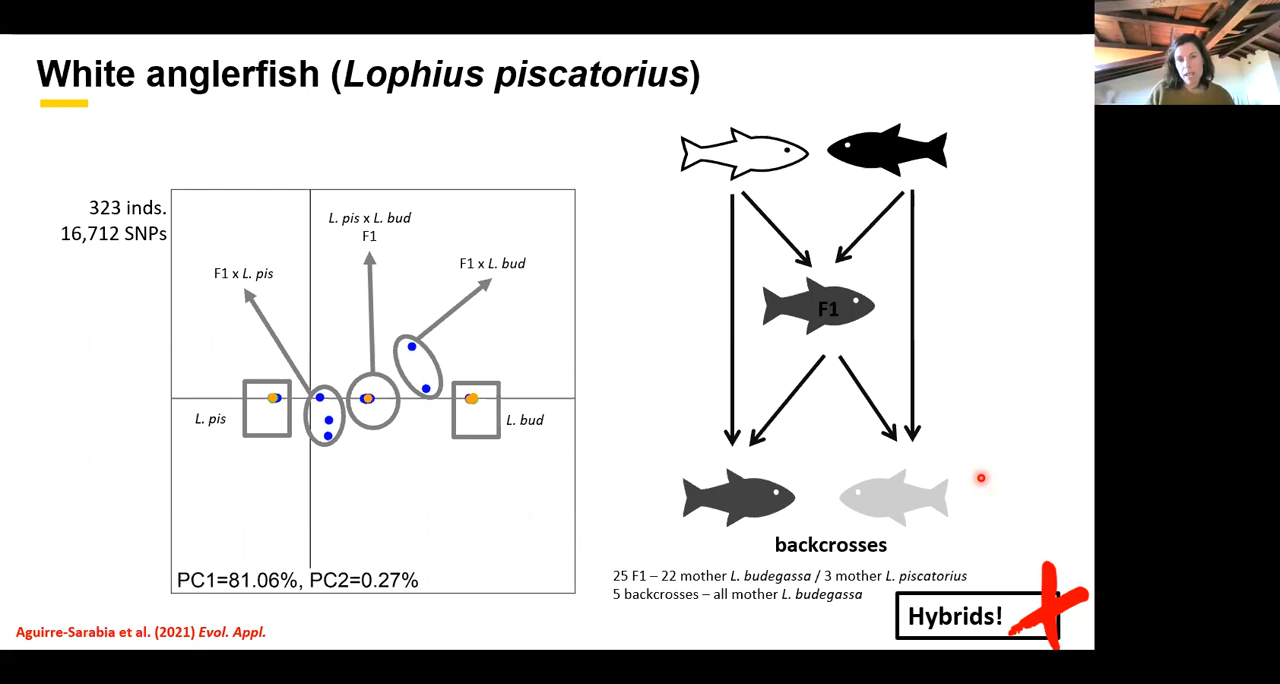 White anglerfish (Lophius piscatorius)
323 inds.
16,712 SNPs
L. pis x L. bud
F1
F1 x L. pis
F1 x L. bud
L. pis
L. bud
PC1=81.06%, PC2=0.27%
F1
backcrosses
25 F1 – 22 mother L. budegassa / 3 mother L. piscatorius
5 backcrosses – all mother L. budegassa
Hybrids!
Aguirre-Sarabia et al. (2021) Evol. Appl.